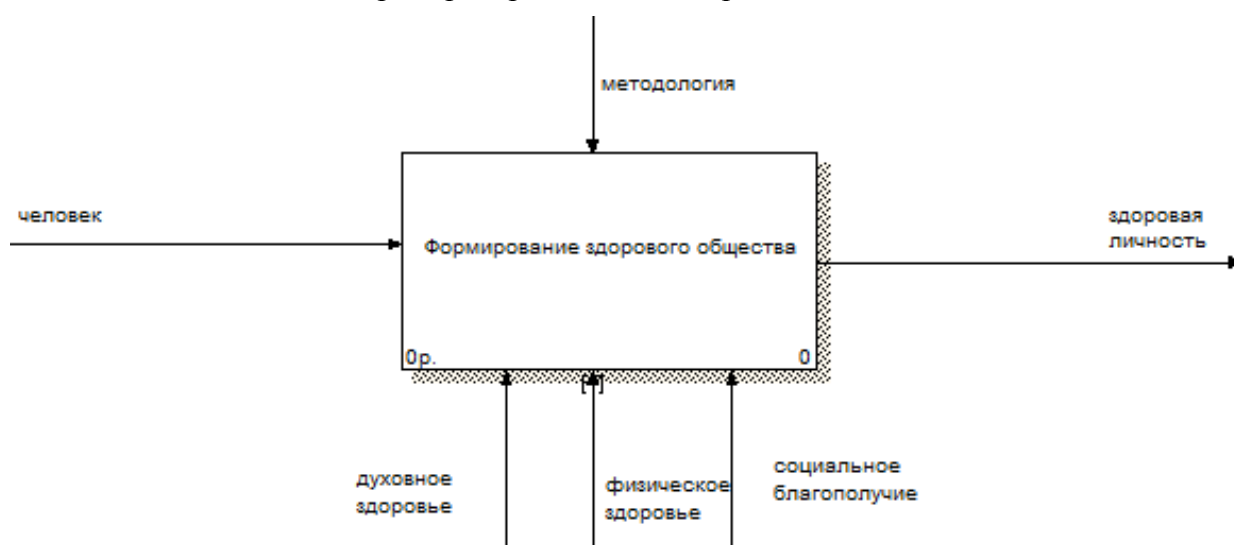 методология
человек
здоровая
личность
Формирование здорового общества
0р.
0
духовное
здоровье
физическое
здоровье
социальное
благополучие